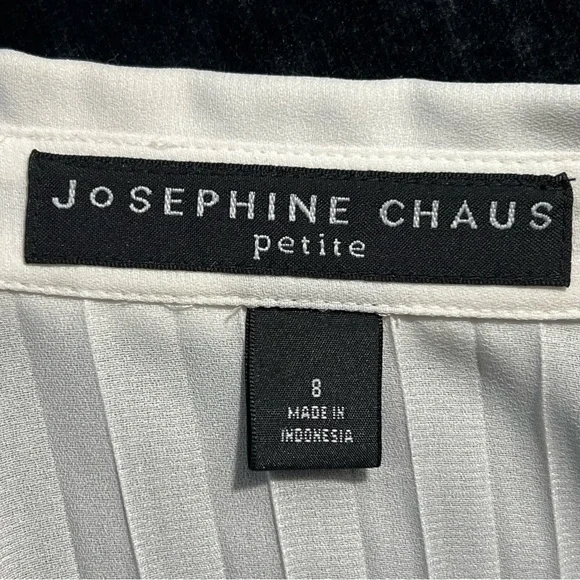 JoSEPHINE CHAUS
petite
8
MADE IN
INDONESIA